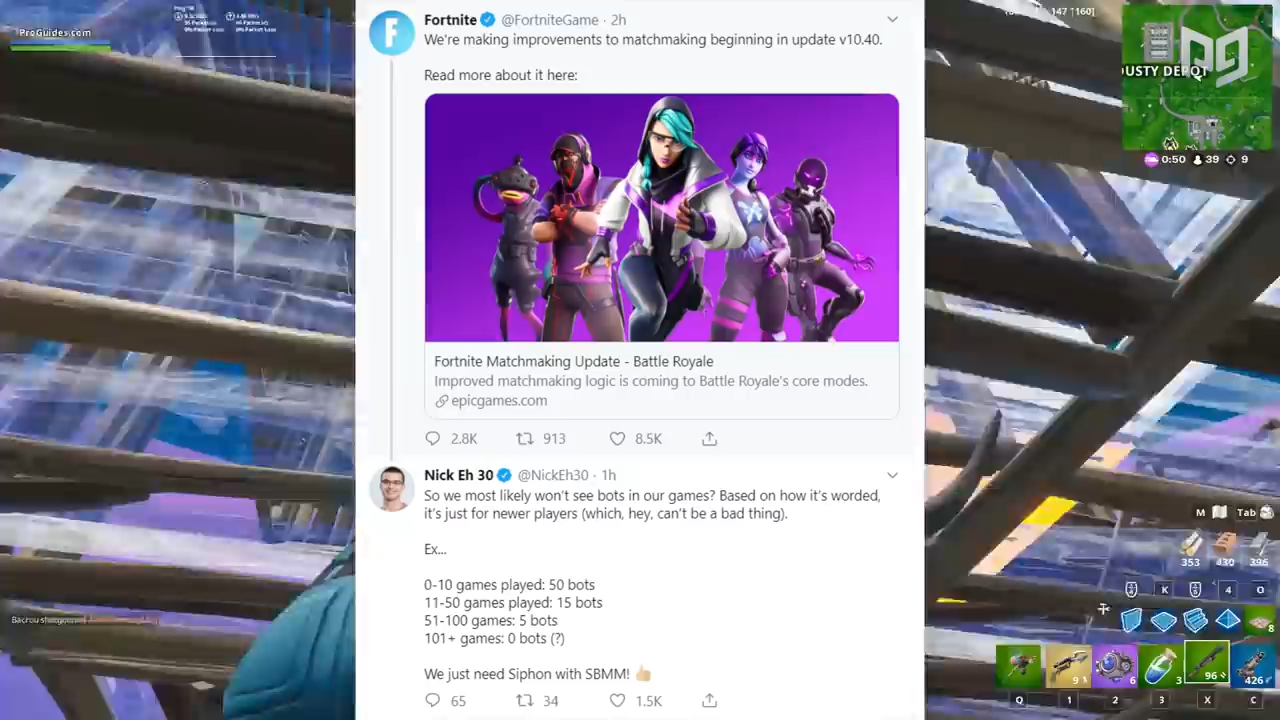 ProGuides.com
Fortnite @FortniteGame · 2h
We're making improvements to matchmaking beginning in update v10.40.
Read more about it here:
Fortnite Matchmaking Update - Battle Royale
Improved matchmaking logic is coming to Battle Royale's core modes.
epicgames.com
2.8K 913 8.5K
Nick Eh 30 @NickEh30 · 1h
So we most likely won't see bots in our games? Based on how it's worded,
it's just for newer players (which, hey, can't be a bad thing).
Ex...
0-10 games played: 50 bots
11-50 games played: 15 bots
51-100 games: 5 bots
101+ games: 0 bots (?)
We just need Siphon with SBMM! 👍
65 34 1.5K
147 [160]
DUSTY DEPOT
0:50 39 9
M Tab
353 430 396
K 4 O
8
9 6 3 96 426
Q 1 2 3 X C